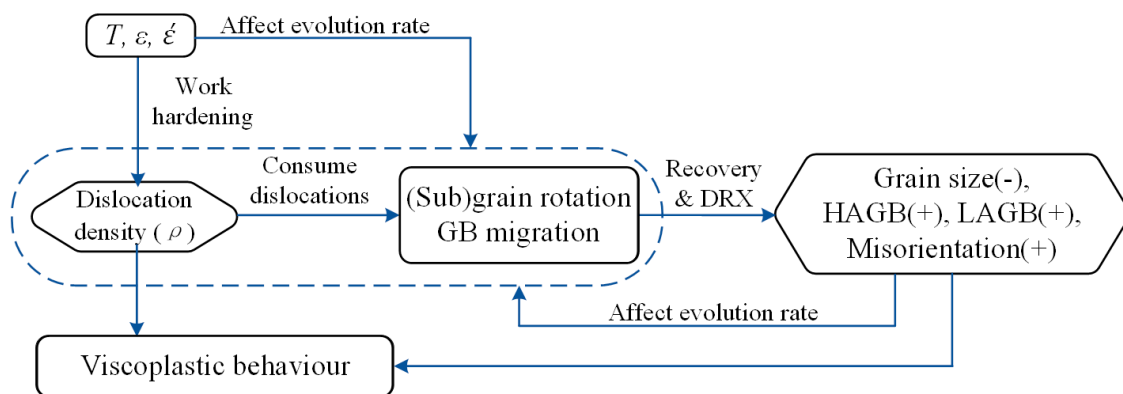 T, ε, έ
Affect evolution rate
Work
hardening
Consume
dislocations
Dislocation
density ( ρ )
(Sub)grain rotation
GB migration
Recovery
& DRX
Grain size(-),
HAGB(+), LAGB(+),
Misorientation(+)
Affect evolution rate
Viscoplastic behaviour